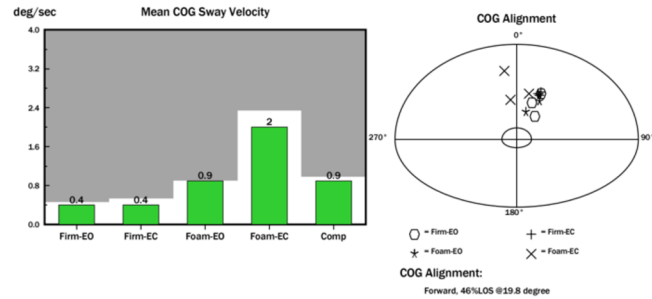 deg/sec
Mean COG Sway Velocity
4.0
3.2
2.4
1.6
0.8
0.0
0.4
0.4
0.9
2
0.9
Firm-EO
Firm-EC
Foam-EO
Foam-EC
Comp
COG Alignment
0°
270°
90°
180°
= Firm-EO
= Firm-EC
= Foam-EO
= Foam-EC
COG Alignment:
Forward, 46%LOS @19.8 degree